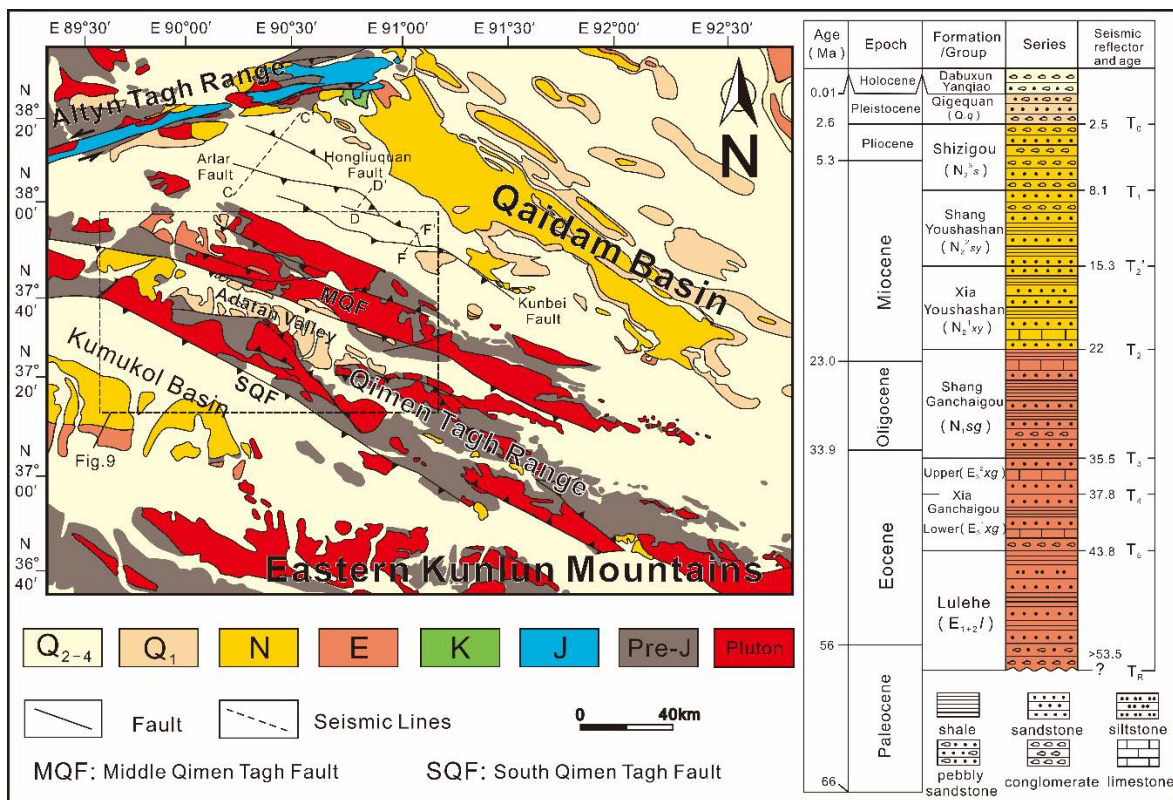 E 89°30′ E 90°00′ E 90°30′ E 91°00′ E 91°30′ E 92°00′ E 92°30′
N 38° 20′
N 38° 00′
N 37° 40′
N 37° 20′
N 37° 00′
N 36° 40′
Altyn Tagh Range
N
C
Hongliuquan Fault
Arlar Fault
D'
C
D
F'
F
Qaidam Basin
Kunbei Fault
MQF
Adatan Valley
Kumukol Basin
SQF
Qimen Tagh Range
Fig.9
Eastern Kunlun Mountains
Q2-4 Q1 N E K J Pre-J Pluton
Fault Seismic Lines 0 40km
MQF: Middle Qimen Tagh Fault SQF: South Qimen Tagh Fault
Age (Ma) Epoch Formation /Group Series Seismic reflector and age
Holocene Dabuxun Yanqiao
0.01
Pleistocene Qigequan (Q₁q)
2.6 2.5 T0
Pliocene Shizigou (N₂³s)
5.3
8.1 T1
Miocene
Shang Youshashan (N₂²sy)
15.3 T2'
Xia Youshashan (N₂¹xy)
22 T2
23.0
Oligocene
Shang Ganchaigou (N₁sg)
33.9
35.5 T3
Upper(E₃²xg)
37.8 T4
Xia Ganchaigou
Lower(E₃¹xg)
43.8 T5
Eocene
Lulehe (E1+2l)
56
>53.5
? TR
Paleocene
66
shale sandstone siltstone
pebbly sandstone conglomerate limestone